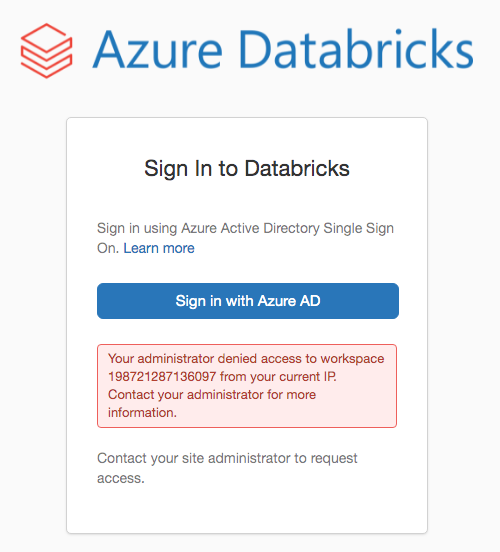 Azure Databricks
Sign In to Databricks
Sign in using Azure Active Directory Single Sign
On. Learn more
Sign in with Azure AD
Your administrator denied access to workspace
198721287136097 from your current IP.
Contact your administrator for more
information.
Contact your site administrator to request
access.